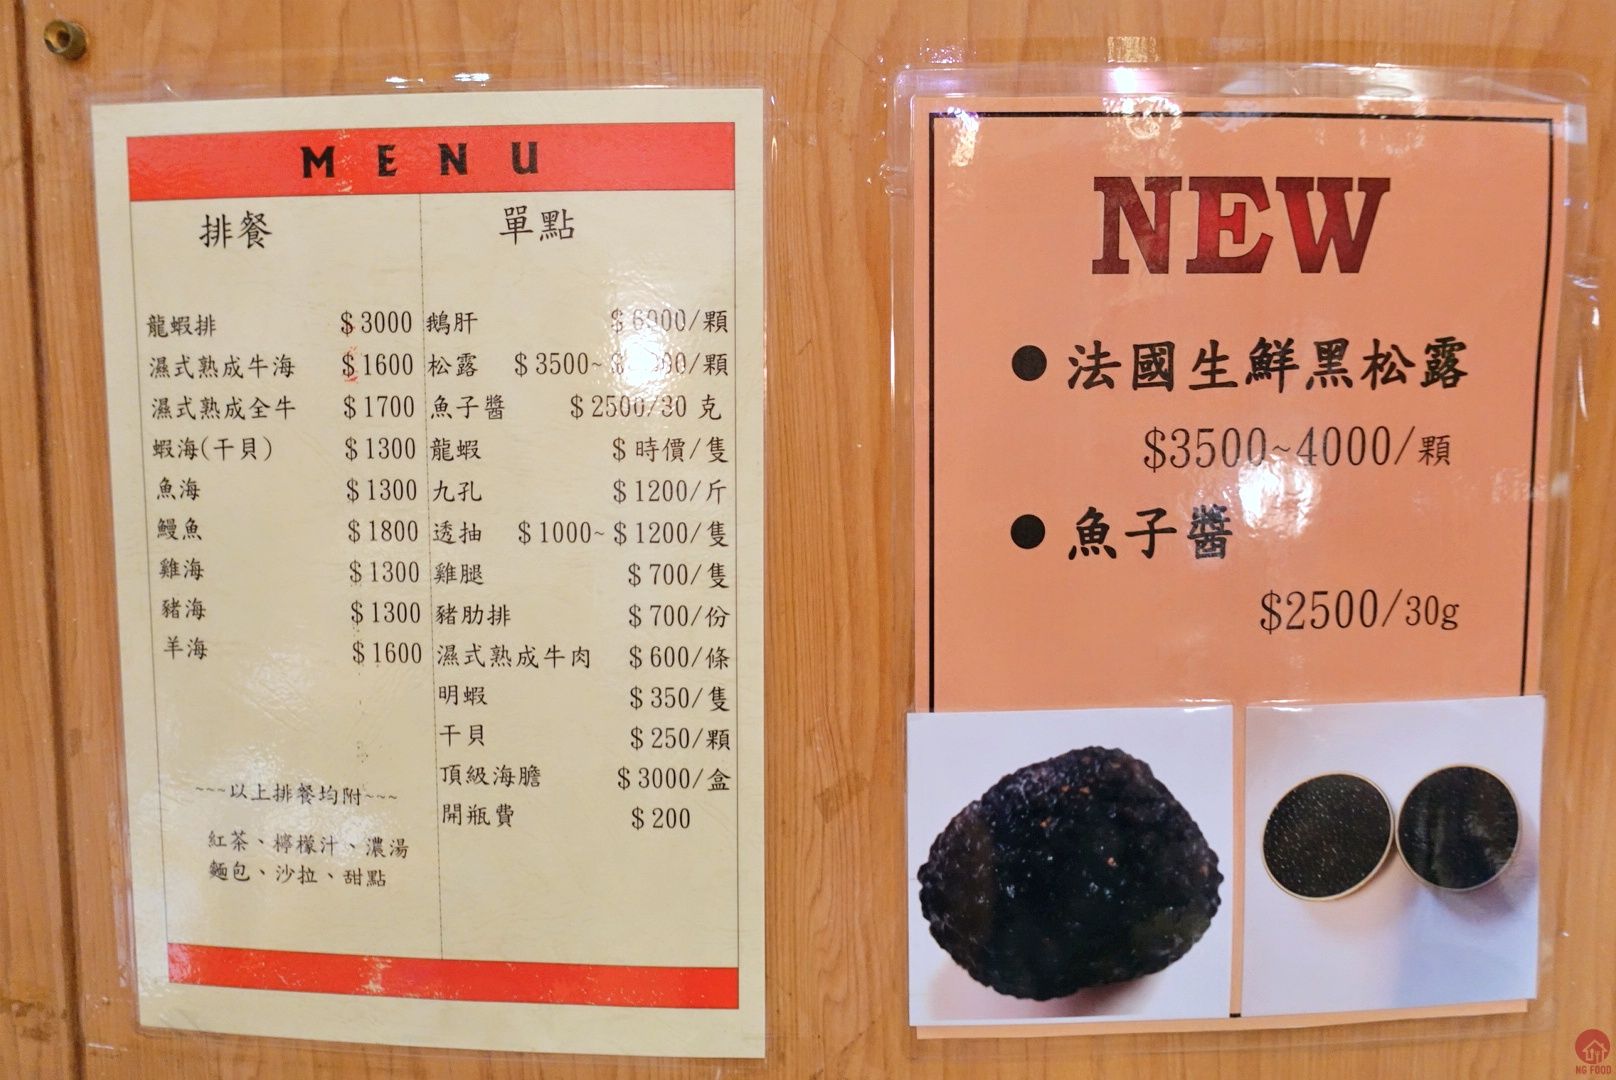 MENU
排餐
龍蝦排 $3000
濕式熟成牛海 $1600
濕式熟成全牛 $1700
蝦海(干貝) $1300
魚海 $1300
鰻魚 $1800
雞海 $1300
豬海 $1300
羊海 $1600
~~~以上排餐均附~~~
紅茶、檸檬汁、濃湯
麵包、沙拉、甜點
單點
鵝肝 $6000/顆
松露 $3500~$ /顆
魚子醬 $2500/30 克
龍蝦 $時價/隻
九孔 $1200/斤
透抽 $1000~$1200/隻
雞腿 $700/隻
豬肋排 $700/份
濕式熟成牛肉 $600/條
明蝦 $350/隻
干貝 $250/顆
頂級海膽 $3000/盒
開瓶費 $200
NEW
●法國生鮮黑松露
$3500~4000/顆
●魚子醬
$2500/30g
NG FOOD